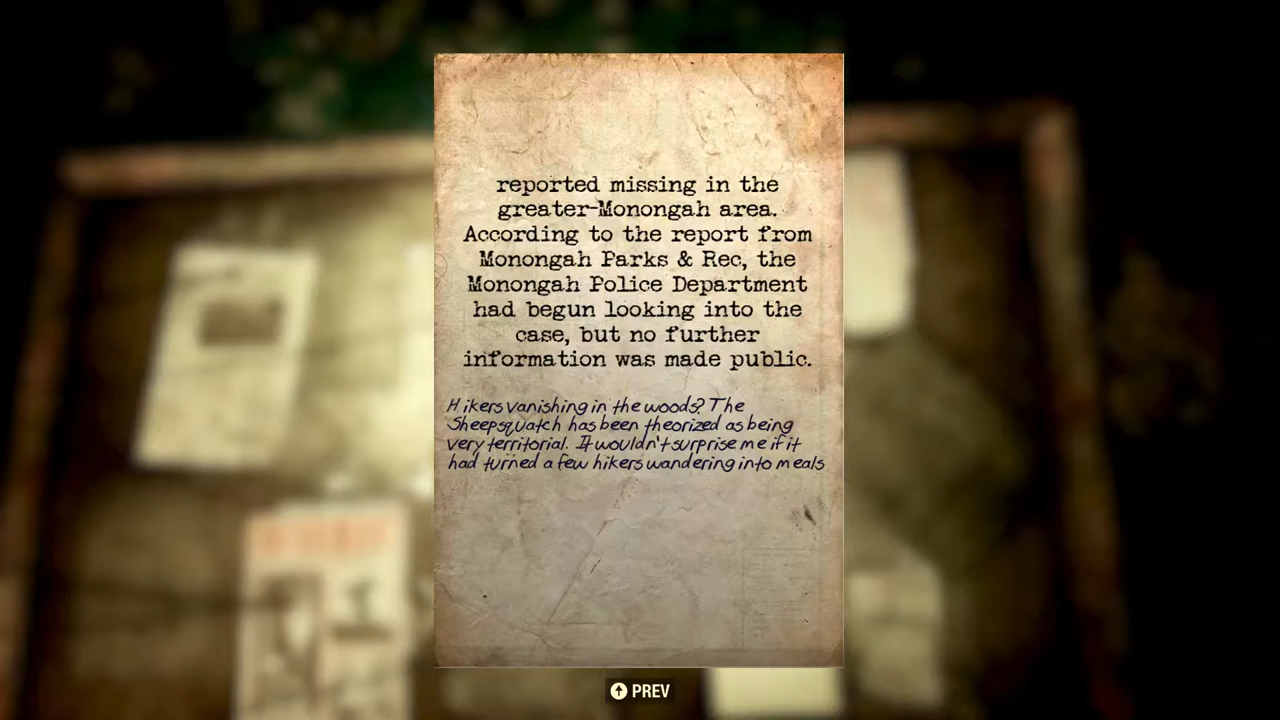 reported missing in the
greater-Monongah area.
According to the report from
Monongah Parks & Rec, the
Monongah Police Department
had begun looking into the
case, but no further
information was made public.
Hikers vanishing in the woods? The
Sheepsquatch has been theorized as being
very territorial. It wouldn't surprise me if it
had turned a few hikers wandering into meals
PREV